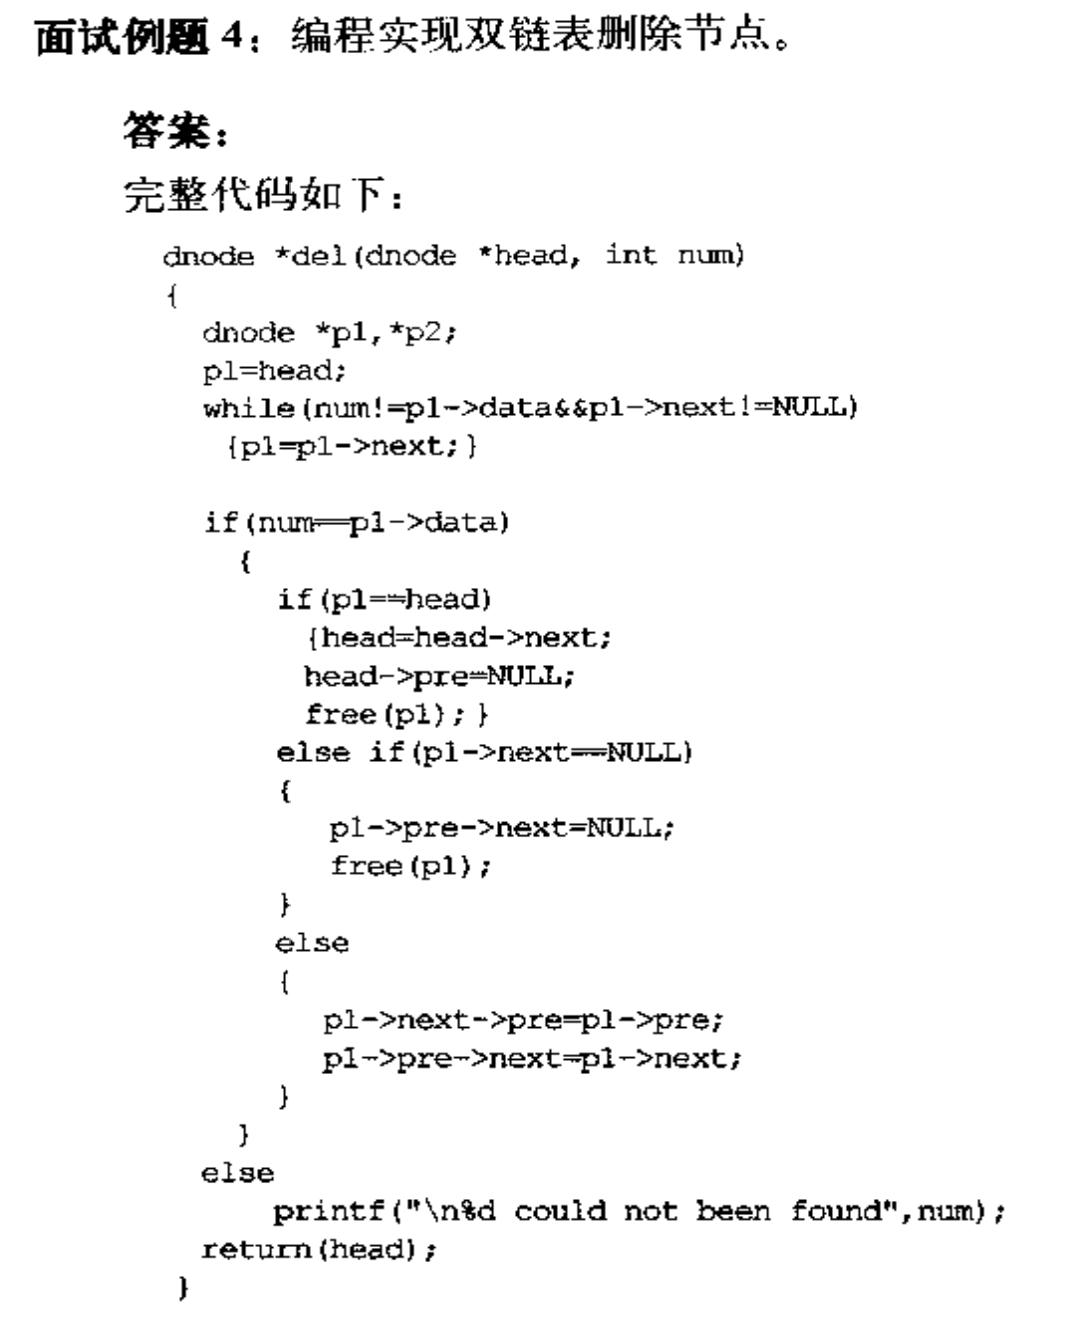 面试例题 4：编程实现双链表删除节点。
答案：
完整代码如下：
dnode *del(dnode *head, int num)
{
dnode *p1,*p2;
p1=head;
while(num!=p1->data&&p1->next!=NULL)
{p1=p1->next;}
if(num==p1->data)
{
if(p1==head)
{head=head->next;
head->pre=NULL;
free(p1);}
else if(p1->next==NULL)
{
p1->pre->next=NULL;
free(p1);
}
else
{
p1->next->pre=p1->pre;
p1->pre->next=p1->next;
}
}
else
printf("\n%d could not been found",num);
return(head);
}